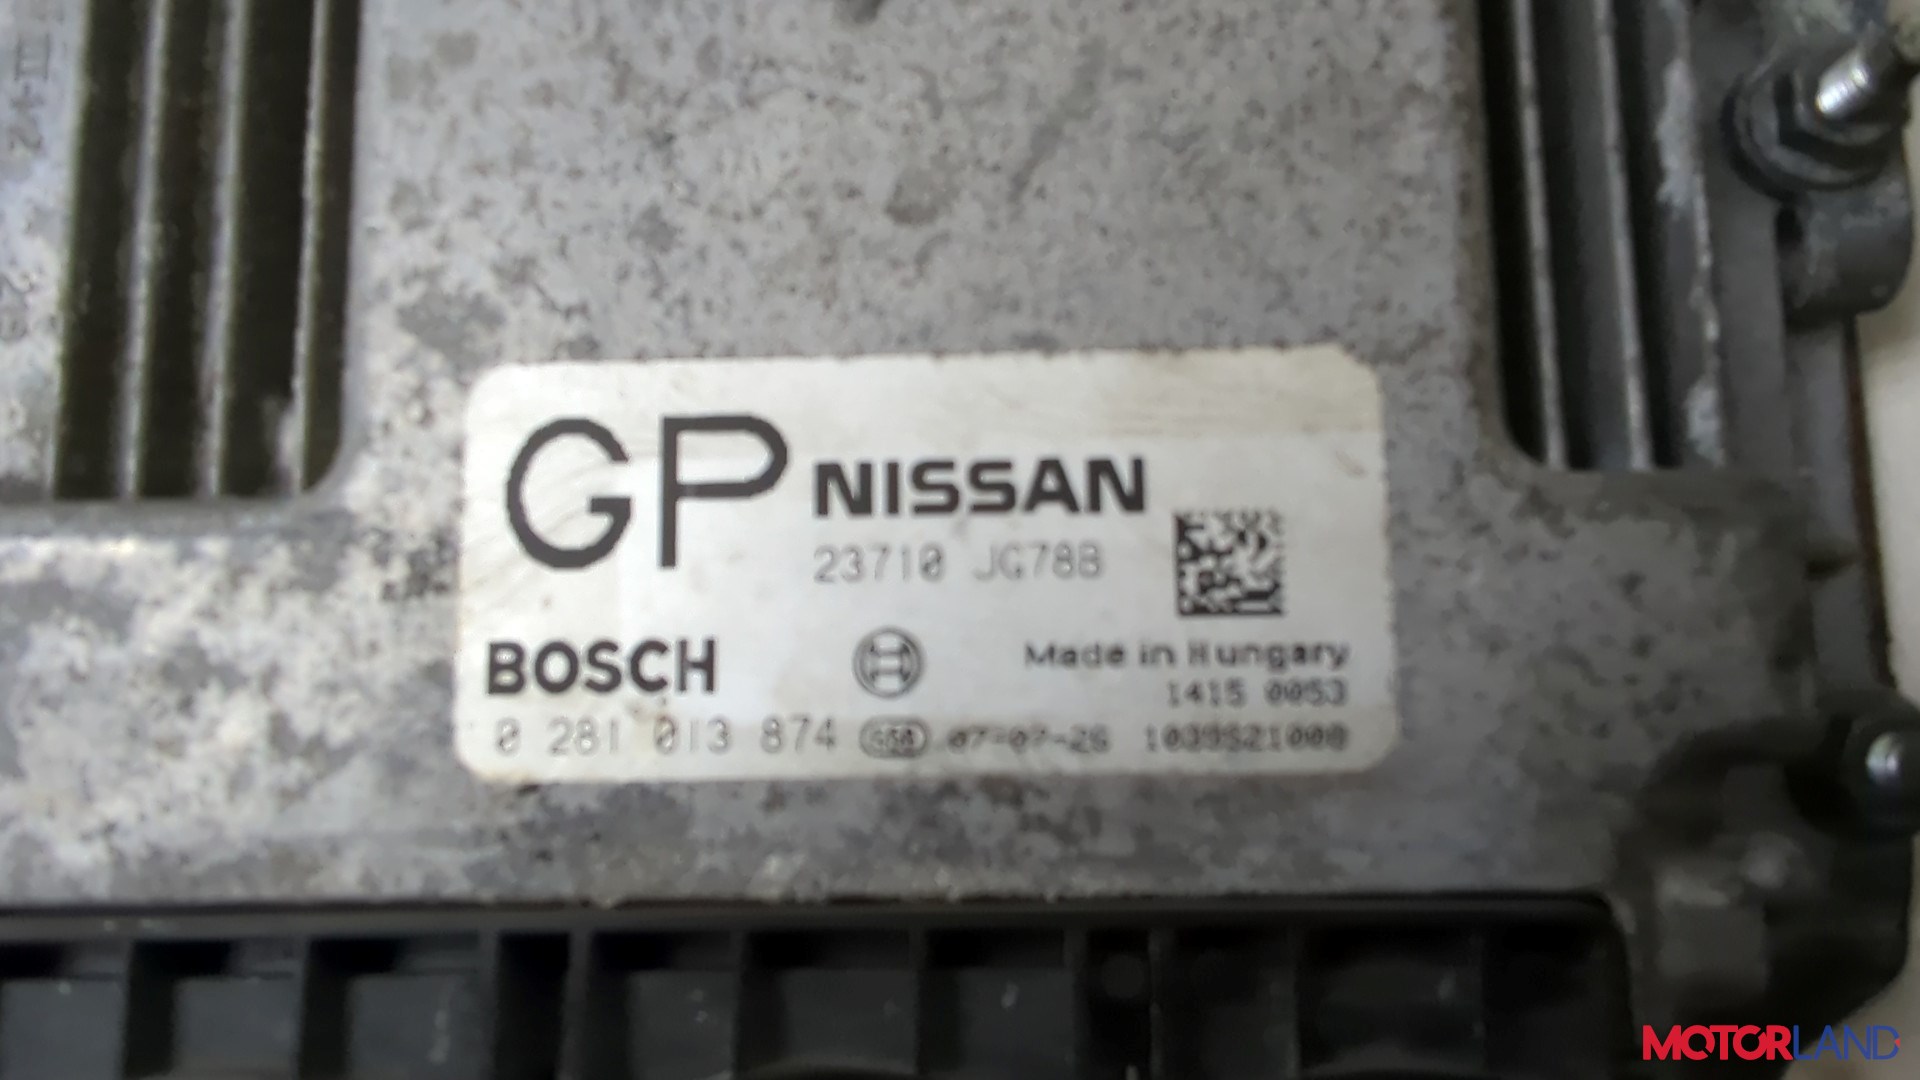 GP NISSAN
23710 JG78B
BOSCH Made in Hungary
1415 0053
0 281 013 874 07-07-26 1039S21008
MOTORLAND